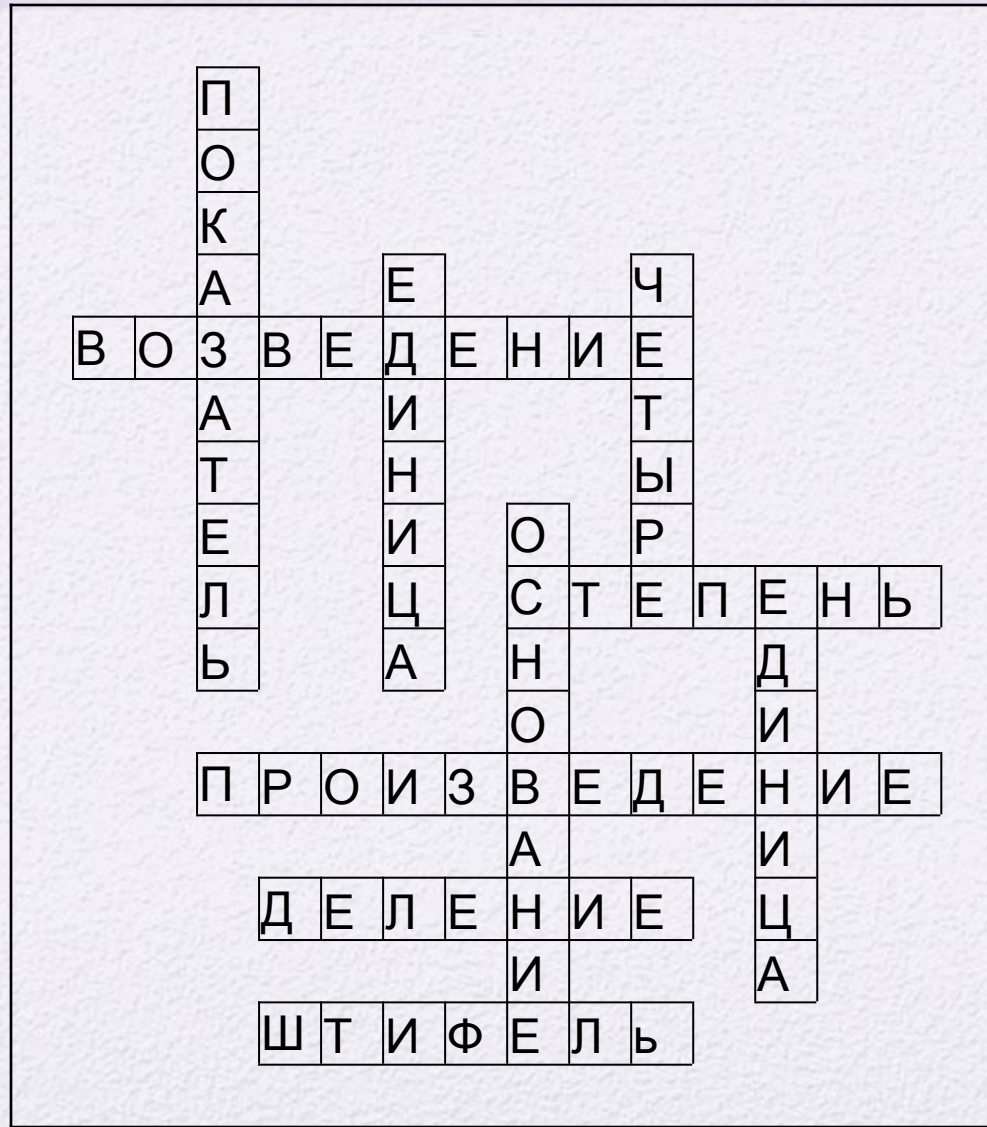 ПОКАЗАТЕЛЬ
ЕДИНИЦА
ЧЕТЫРЕ
ВОЗВЕДЕНИЕ
ОСНОВАНИЕ
СТЕПЕНЬ
ЕДИНИЦА
ПРОИЗВЕДЕНИЕ
ДЕЛЕНИЕ
ШТИФЕЛь